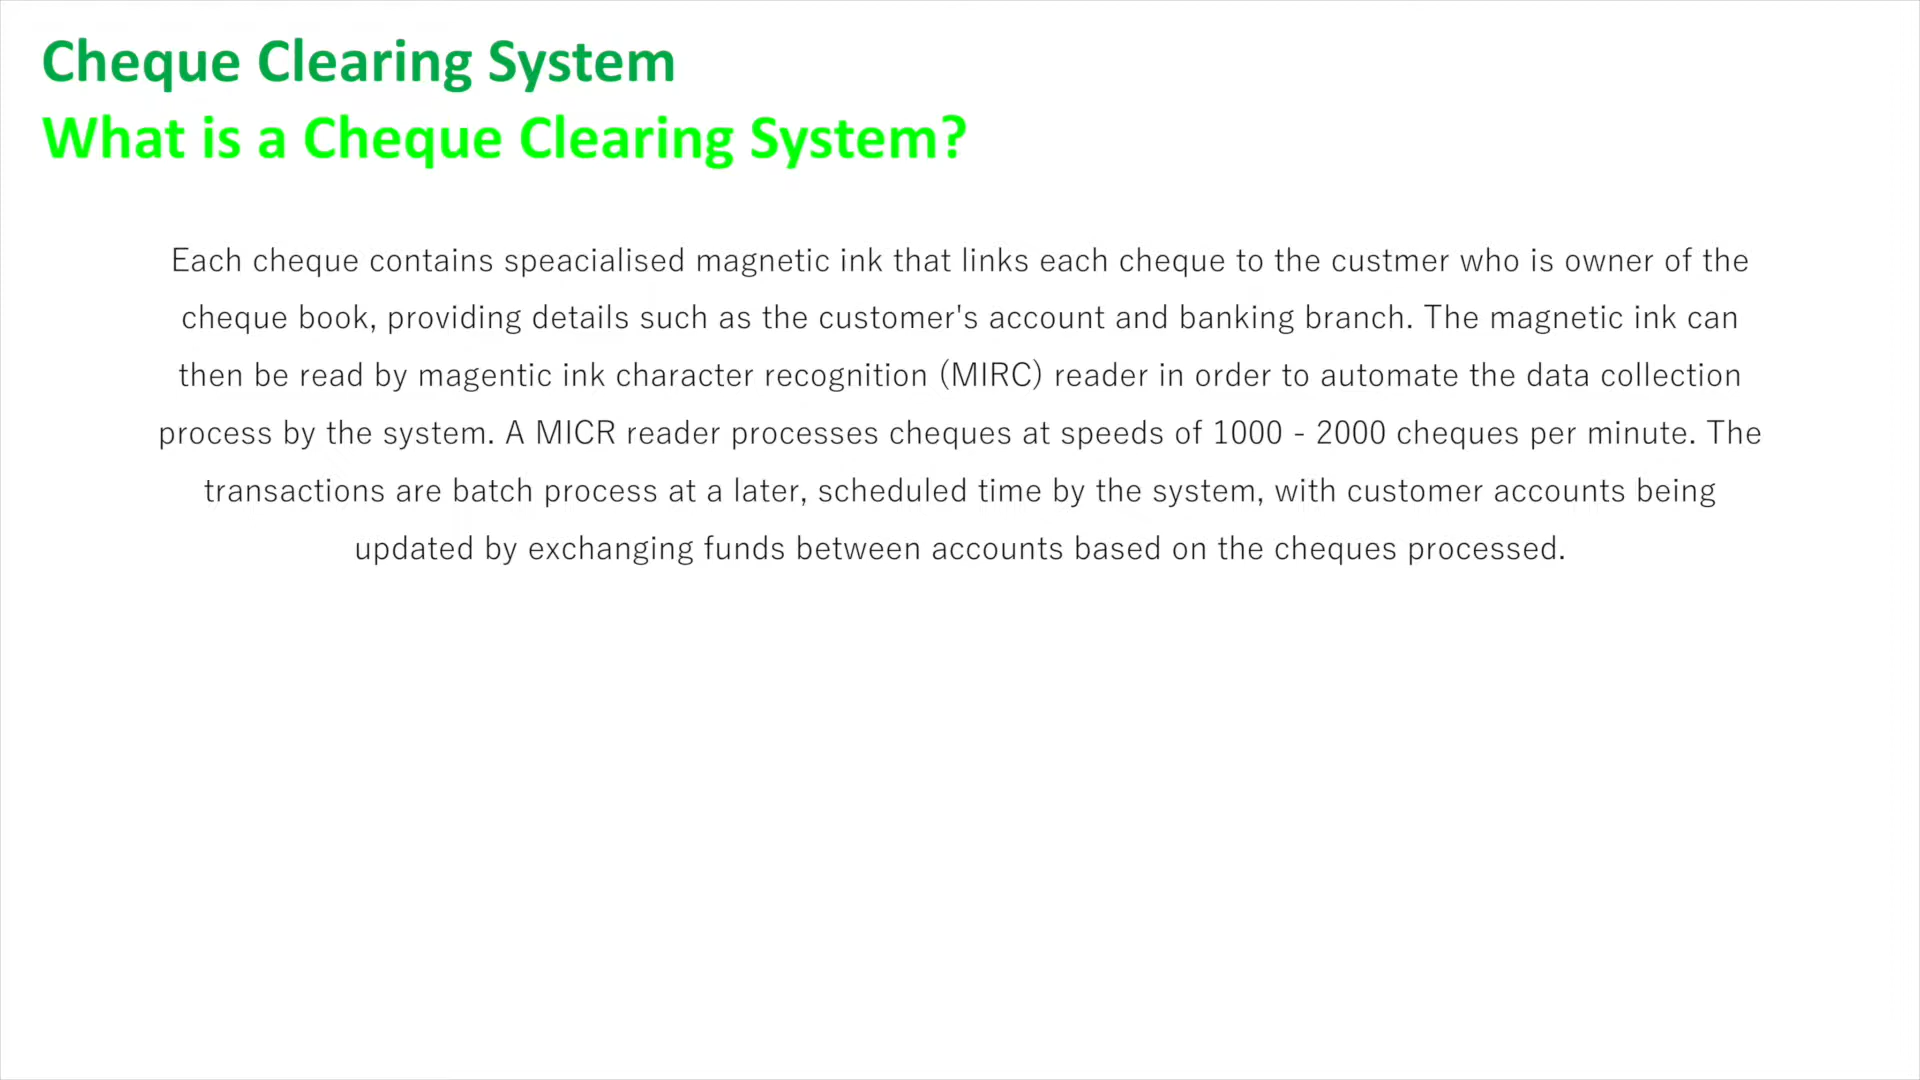 Cheque Clearing System
What is a Cheque Clearing System?
Each cheque contains speacialised magnetic ink that links each cheque to the custmer who is owner of the
cheque book, providing details such as the customer's account and banking branch. The magnetic ink can
then be read by magentic ink character recognition (MIRC) reader in order to automate the data collection
process by the system. A MICR reader processes cheques at speeds of 1000 - 2000 cheques per minute. The
transactions are batch process at a later, scheduled time by the system, with customer accounts being
updated by exchanging funds between accounts based on the cheques processed.